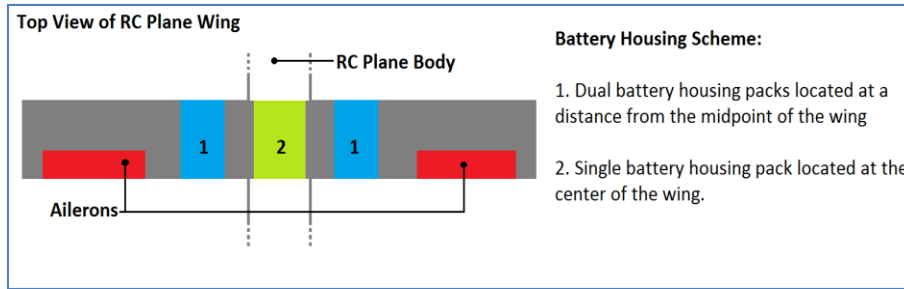 Top View of RC Plane Wing
RC Plane Body
1
2
1
Ailerons
Battery Housing Scheme:
1. Dual battery housing packs located at a
distance from the midpoint of the wing
2. Single battery housing pack located at the
center of the wing.